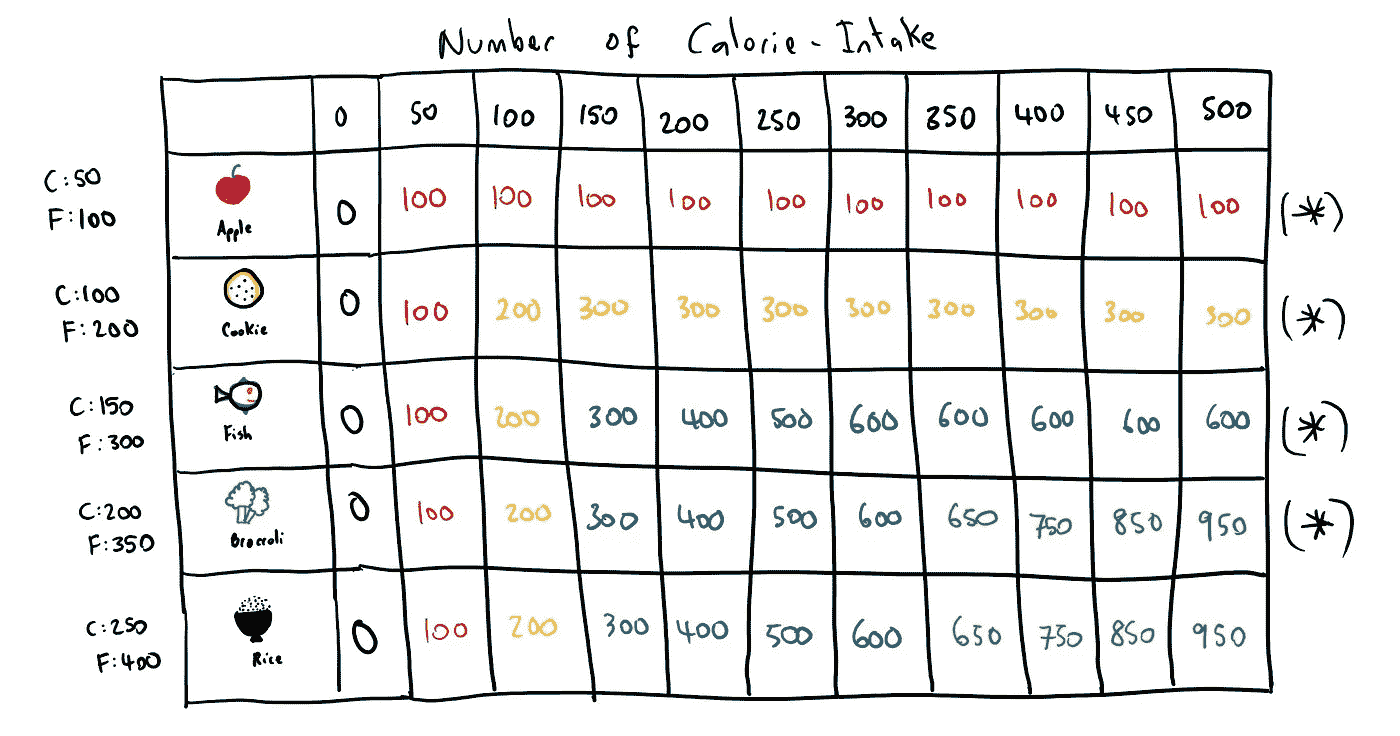 Number of Calorie-Intake
0 50 100 150 200 250 300 350 400 450 500
C:50
F:100
Apple
0 100 100 100 100 100 100 100 100 100 100 (*)
C:100
F:200
Cookie
0 100 200 300 300 300 300 300 300 300 300 (*)
C:150
F:300
Fish
0 100 200 300 400 500 600 600 600 600 600 (*)
C:200
F:350
Broccoli
0 100 200 300 400 500 600 650 750 850 950 (*)
C:250
F:400
Rice
0 100 200 300 400 500 600 650 750 850 950